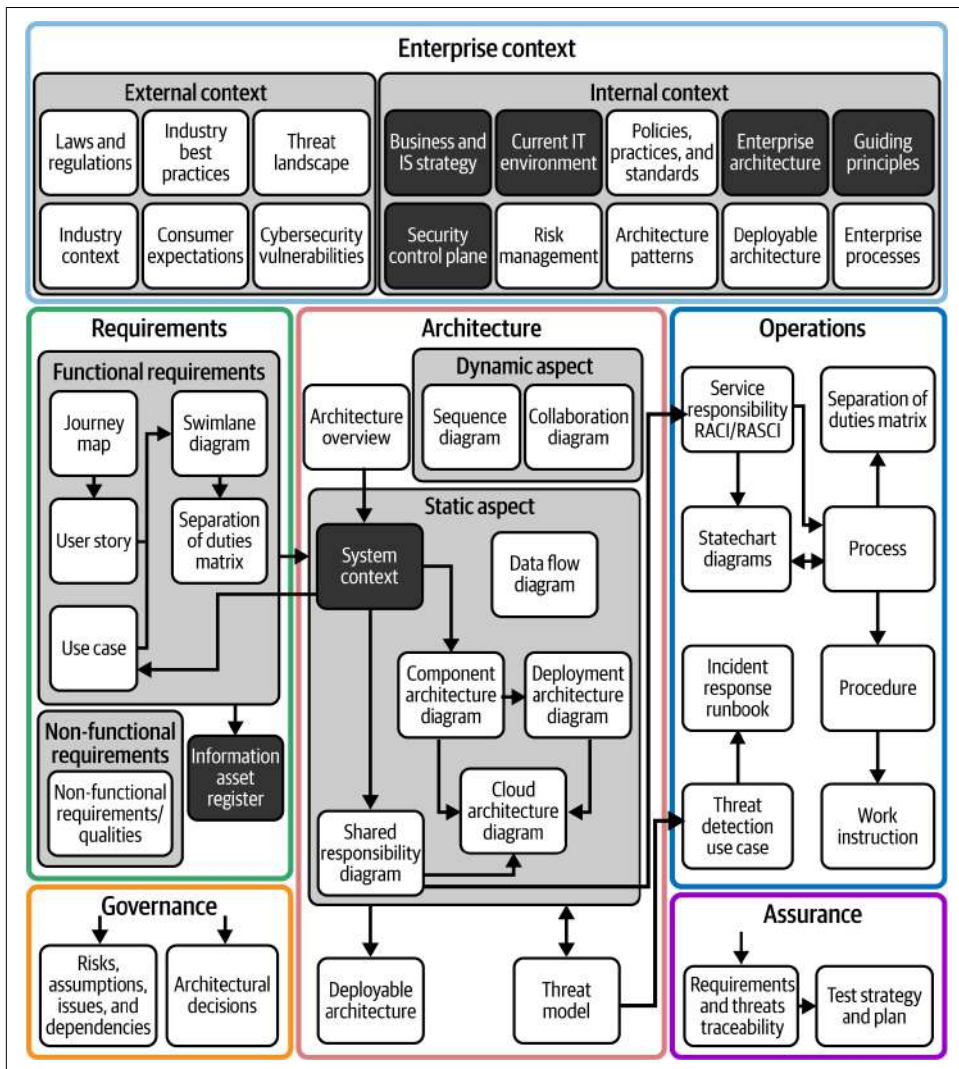 Enterprise context
External context
Laws and
regulations
Industry
best
practices
Threat
landscape
Industry
context
Consumer
expectations
Cybersecurity
vulnerabilities
Internal context
Business and
IS strategy
Current IT
environment
Policies,
practices, and
standards
Enterprise
architecture
Guiding
principles
Security
control plane
Risk
management
Architecture
patterns
Deployable
architecture
Enterprise
processes
Requirements
Functional requirements
Journey
map
Swimlane
diagram
User story
Separation
of duties
matrix
Use case
Non-functional
requirements
Non-functional
requirements/
qualities
Information
asset
register
Architecture
Architecture
overview
Dynamic aspect
Sequence
diagram
Collaboration
diagram
Static aspect
System
context
Data flow
diagram
Component
architecture
diagram
Deployment
architecture
diagram
Cloud
architecture
diagram
Shared
responsibility
diagram
Deployable
architecture
Threat
model
Operations
Service
responsibility
RACI/RASCI
Separation of
duties matrix
Statechart
diagrams
Process
Incident
response
runbook
Procedure
Threat
detection
use case
Work
instruction
Governance
Risks,
assumptions,
issues, and
dependencies
Architectural
decisions
Assurance
Requirements
and threats
traceability
Test strategy
and plan